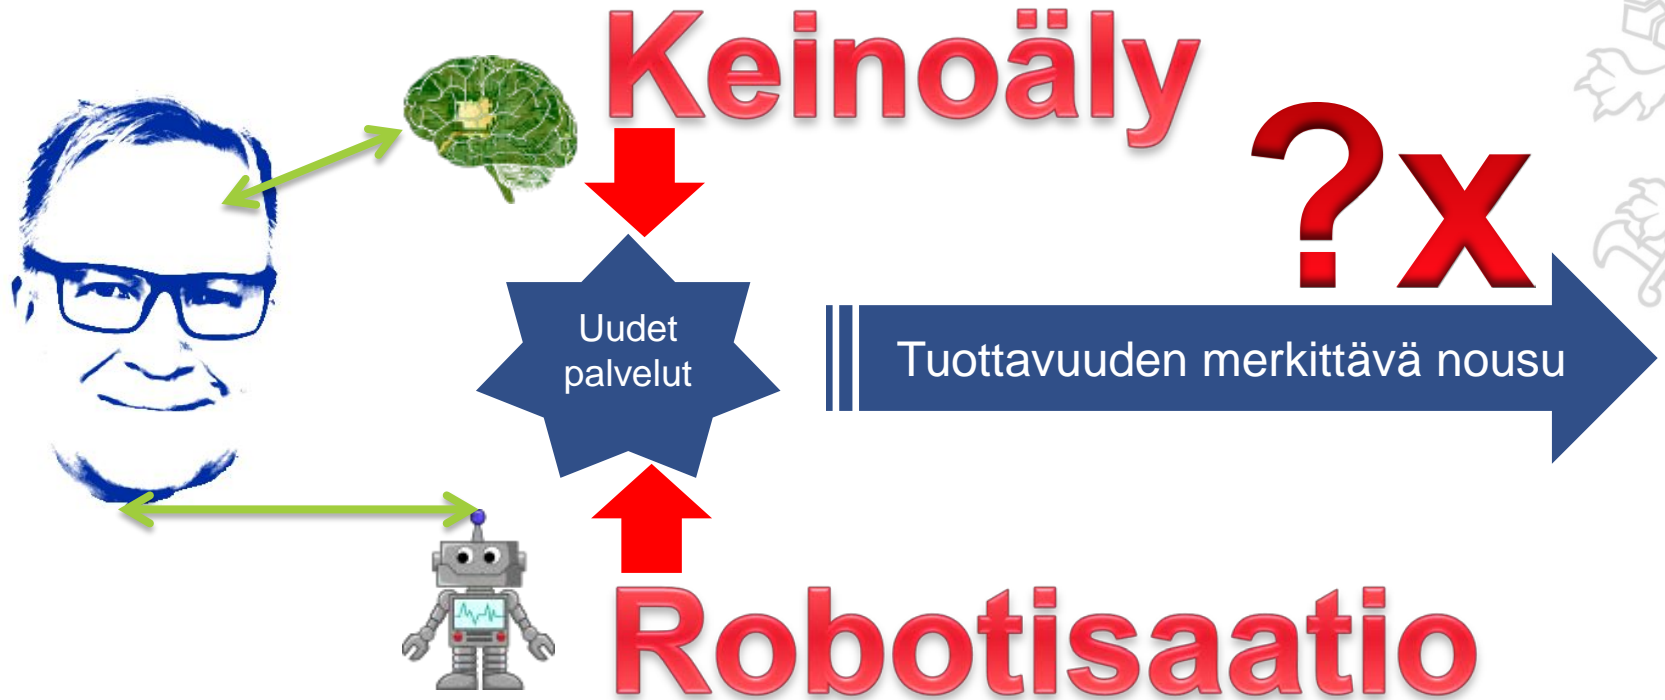 Keinoäly
?x
Uudet
palvelut
Tuottavuuden merkittävä nousu
Robotisaatio